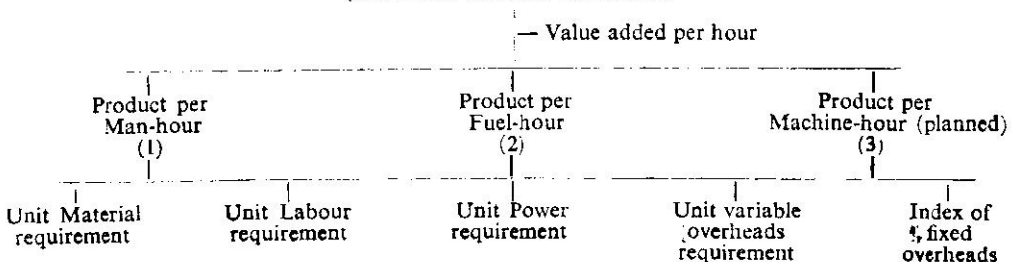 — Value added per hour
Product per
Man-hour
(1)
Product per
Fuel-hour
(2)
Product per
Machine-hour (planned)
(3)
Unit Material
requirement
Unit Labour
requirement
Unit Power
requirement
Unit variable
overheads
requirement
Index of
fixed
overheads